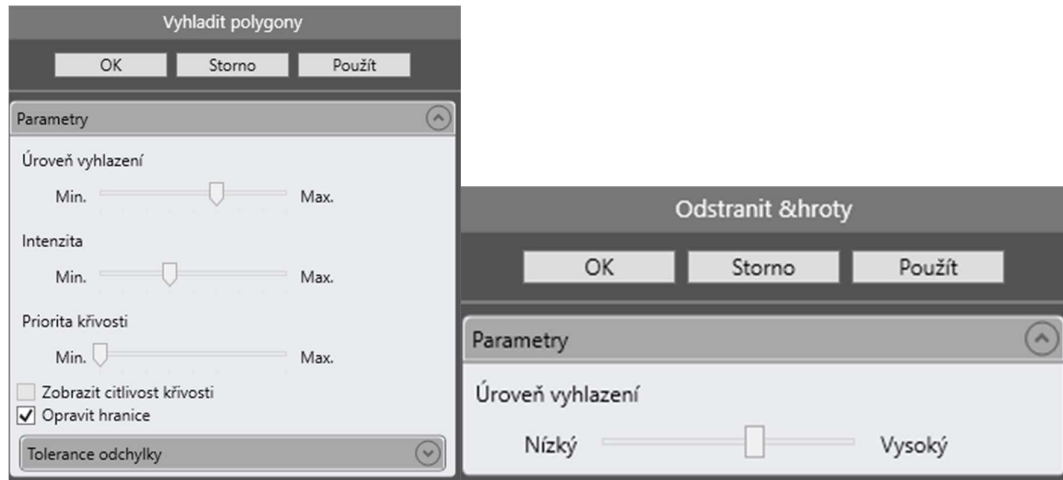 Vyhladit polygony
OK Storno Použít
Parametry
Úroveň vyhlazení
Min. Max.
Intenzita
Min. Max.
Priorita křivosti
Min. Max.
Zobrazit citlivost křivosti
Opravit hranice
Tolerance odchylky
Odstranit &hroty
OK Storno Použít
Parametry
Úroveň vyhlazení
Nízký Vysoký